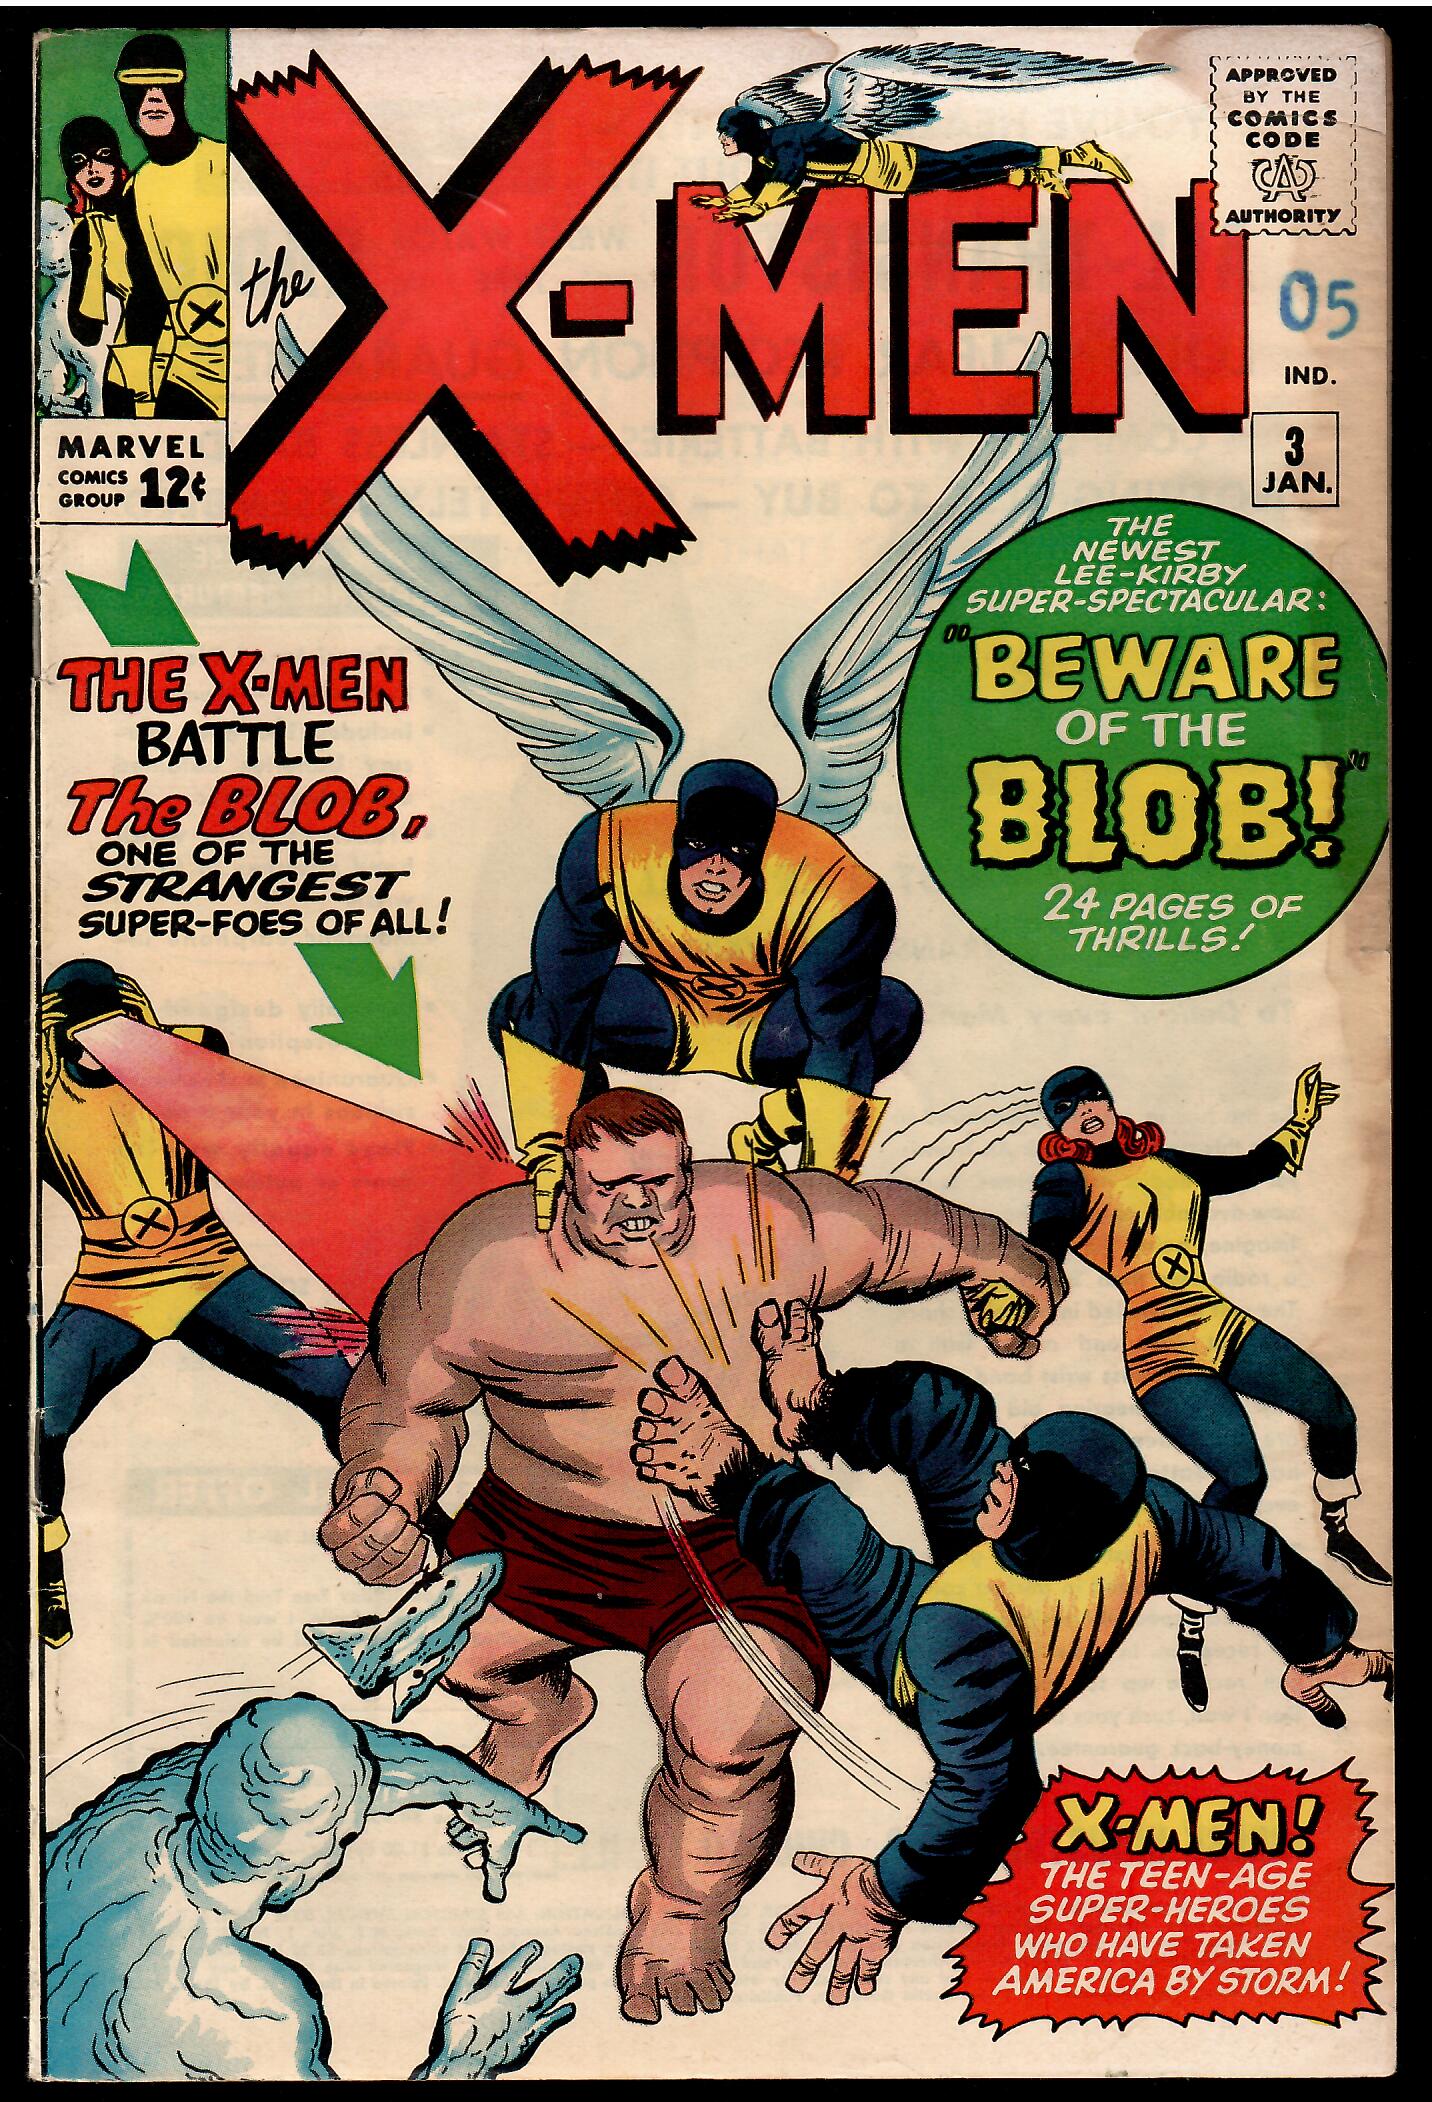 the
X-MEN
APPROVED
BY THE
COMICS
CODE
AUTHORITY
05
IND.
3
JAN.
MARVEL
COMICS
GROUP 12¢
THE
NEWEST
LEE-KIRBY
SUPER-SPECTACULAR:
"BEWARE
OF THE
BLOB!"
24 PAGES OF
THRILLS!
THE X-MEN
BATTLE
The BLOB,
ONE OF THE
STRANGEST
SUPER-FOES OF ALL!
X-MEN!
THE TEEN-AGE
SUPER-HEROES
WHO HAVE TAKEN
AMERICA BY STORM!